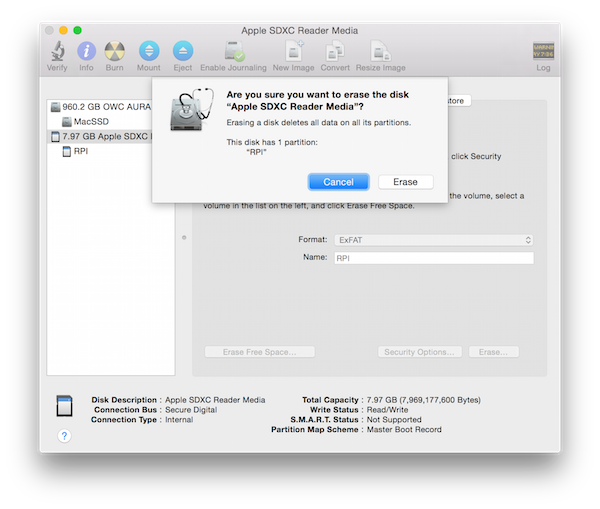 Apple SDXC Reader Media
Verify Info Burn Mount Eject Enable Journaling New Image Convert Resize Image Log
Are you sure you want to erase the disk
“Apple SDXC Reader Media”?
Erasing a disk deletes all data on all its partitions.
This disk has 1 partition:
“RPI”
Cancel Erase
960.2 GB OWC AURA
MacSSD
7.97 GB Apple SDXC
RPI
store
click Security
the volume, select a
volume in the list on the left, and click Erase Free Space.
Format: ExFAT
Name: RPI
Erase Free Space... Security Options... Erase...
Disk Description : Apple SDXC Reader Media
Connection Bus : Secure Digital
Connection Type : Internal
Total Capacity : 7.97 GB (7,969,177,600 Bytes)
Write Status : Read/Write
S.M.A.R.T. Status : Not Supported
Partition Map Scheme : Master Boot Record
?